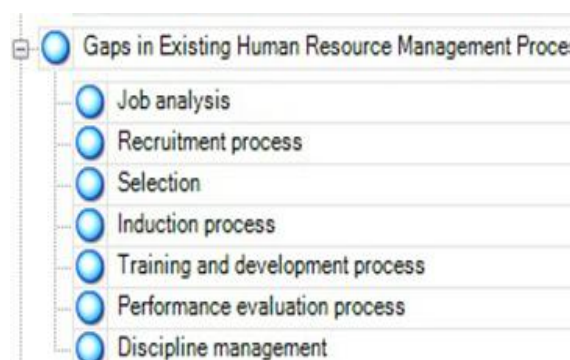 Gaps in Existing Human Resource Management Proce
Job analysis
Recruitment process
Selection
Induction process
Training and development process
Performance evaluation process
Discipline management